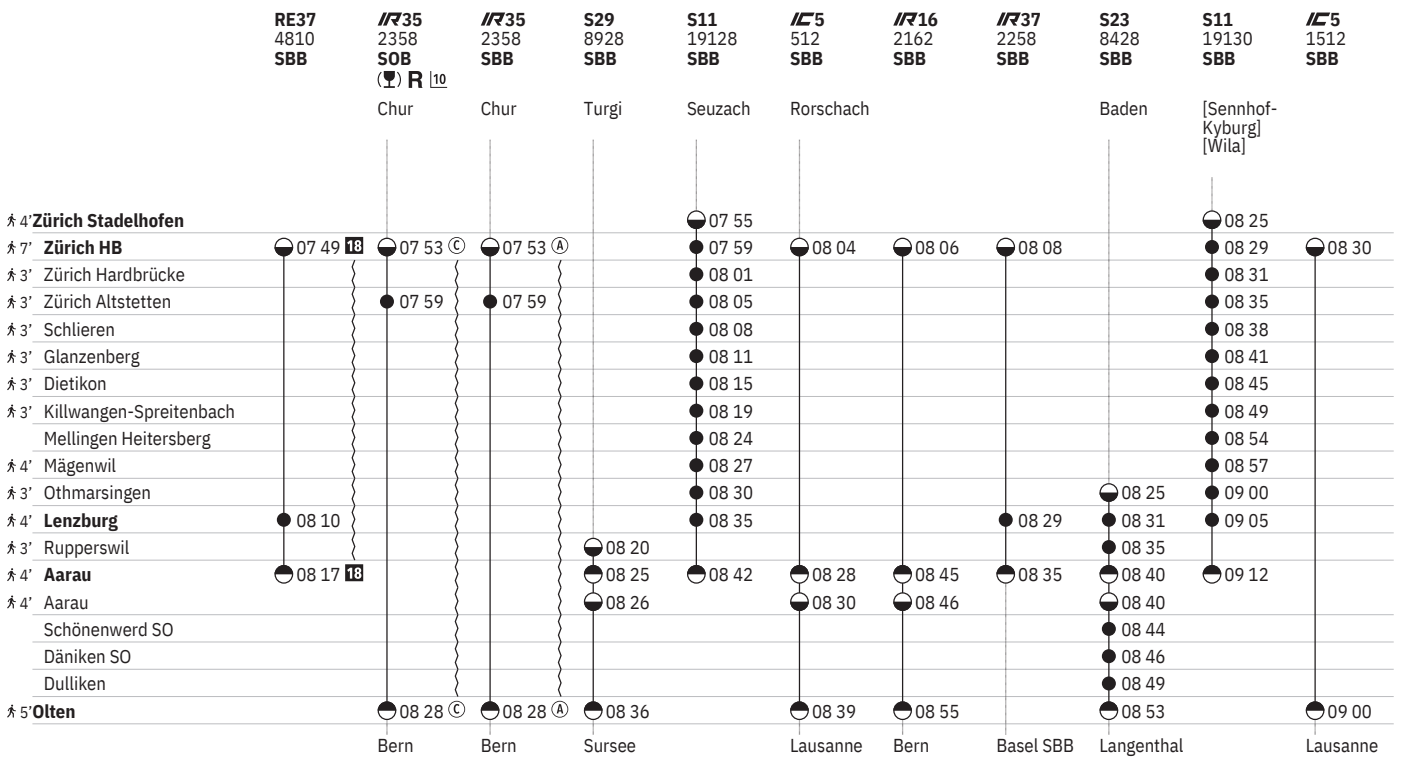 RE37 IR35 IR35 S29 S11 IC5 IR16 IR37 S23 S11 IC5
4810 2358 2358 8928 19128 512 2162 2258 8428 19130 1512
SBB SOB SBB SBB SBB SBB SBB SBB SBB SBB SBB
R 10
Chur Chur Turgi Seuzach Rorschach Baden [Sennhof-
Kyburg]
[Wila]
4' Zürich Stadelhofen 07 55 08 25
7' Zürich HB 07 49 18 07 53 C 07 53 A 07 59 08 04 08 06 08 08 08 29 08 30
3' Zürich Hardbrücke 08 01 08 31
3' Zürich Altstetten 07 59 07 59 08 05 08 35
3' Schlieren 08 08 08 38
3' Glanzenberg 08 11 08 41
3' Dietikon 08 15 08 45
3' Killwangen-Spreitenbach 08 19 08 49
Mellingen Heitersberg 08 24 08 54
4' Mägenwil 08 27 08 57
3' Othmarsingen 08 30 08 25 09 00
4' Lenzburg 08 10 08 35 08 29 08 31 09 05
3' Rupperswil 08 20 08 35
4' Aarau 08 17 18 08 25 08 42 08 28 08 45 08 35 08 40 09 12
4' Aarau 08 26 08 30 08 46 08 40
Schönenwerd SO 08 44
Däniken SO 08 46
Dulliken 08 49
5' Olten 08 28 C 08 28 A 08 36 08 39 08 55 08 53 09 00
Bern Bern Sursee Lausanne Bern Basel SBB Langenthal Lausanne